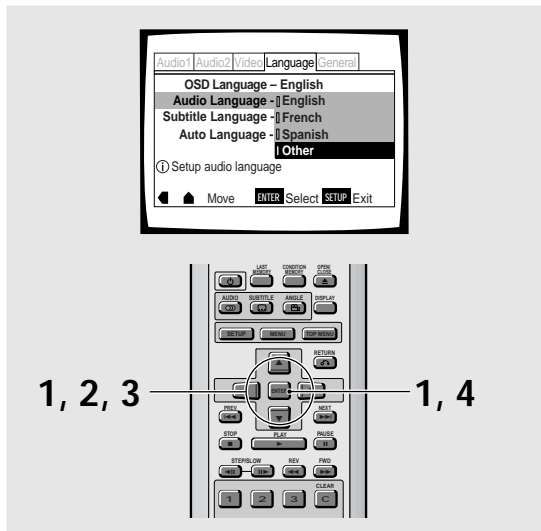 Audio1 Audio2 Video Language General
OSD Language – English
Audio Language - English
Subtitle Language - French
Auto Language - Spanish
Other
i Setup audio language
Move ENTER Select SETUP Exit
LAST MEMORY CONDITION MEMORY OPEN/CLOSE
AUDIO SUBTITLE ANGLE DISPLAY
SETUP MENU TOP MENU
RETURN
1, 2, 3 ENTER 1, 4
PREV NEXT
STOP PLAY PAUSE
STEP/SLOW REV FWD
CLEAR
1 2 3 C